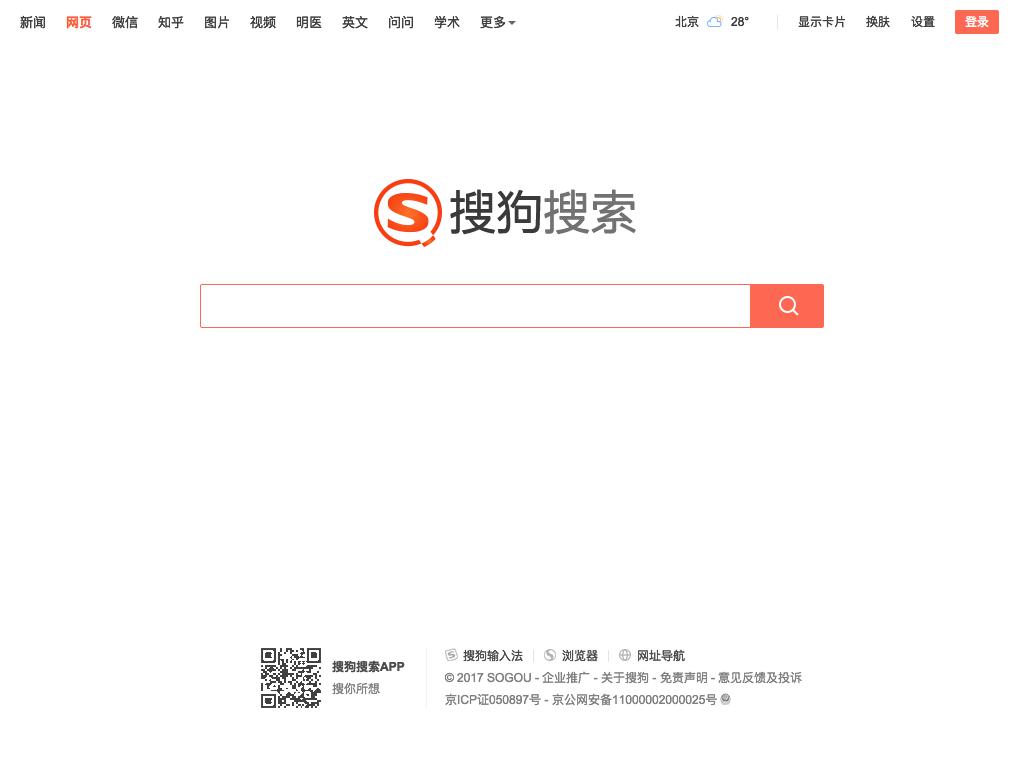 新闻 网页 微信 知乎 图片 视频 明医 英文 问问 学术 更多 北京 28° 显示卡片 换肤 设置 登录
搜狗搜索
搜狗搜索APP
搜你所想
搜狗输入法 浏览器 网址导航
© 2017 SOGOU - 企业推广 - 关于搜狗 - 免责声明 - 意见反馈及投诉
京ICP证050897号 - 京公网安备11000002000025号